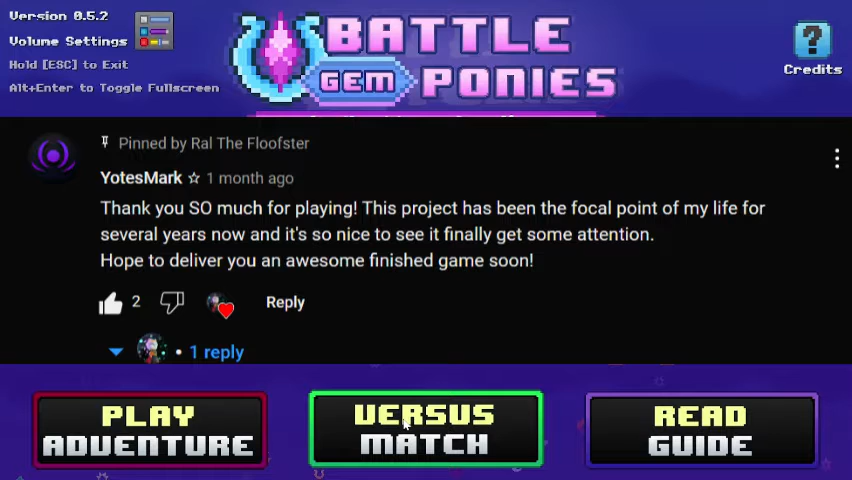 Version 0.5.2
Volume Settings
Hold [ESC] to Exit
Alt+Enter to Toggle Fullscreen
BATTLE
GEM PONIES
?
Credits
Pinned by Ral The Floofster
YotesMark ☆ 1 month ago
Thank you SO much for playing! This project has been the focal point of my life for
several years now and it's so nice to see it finally get some attention.
Hope to deliver you an awesome finished game soon!
2 Reply
• 1 reply
PLAY
ADVENTURE
VERSUS
MATCH
READ
GUIDE